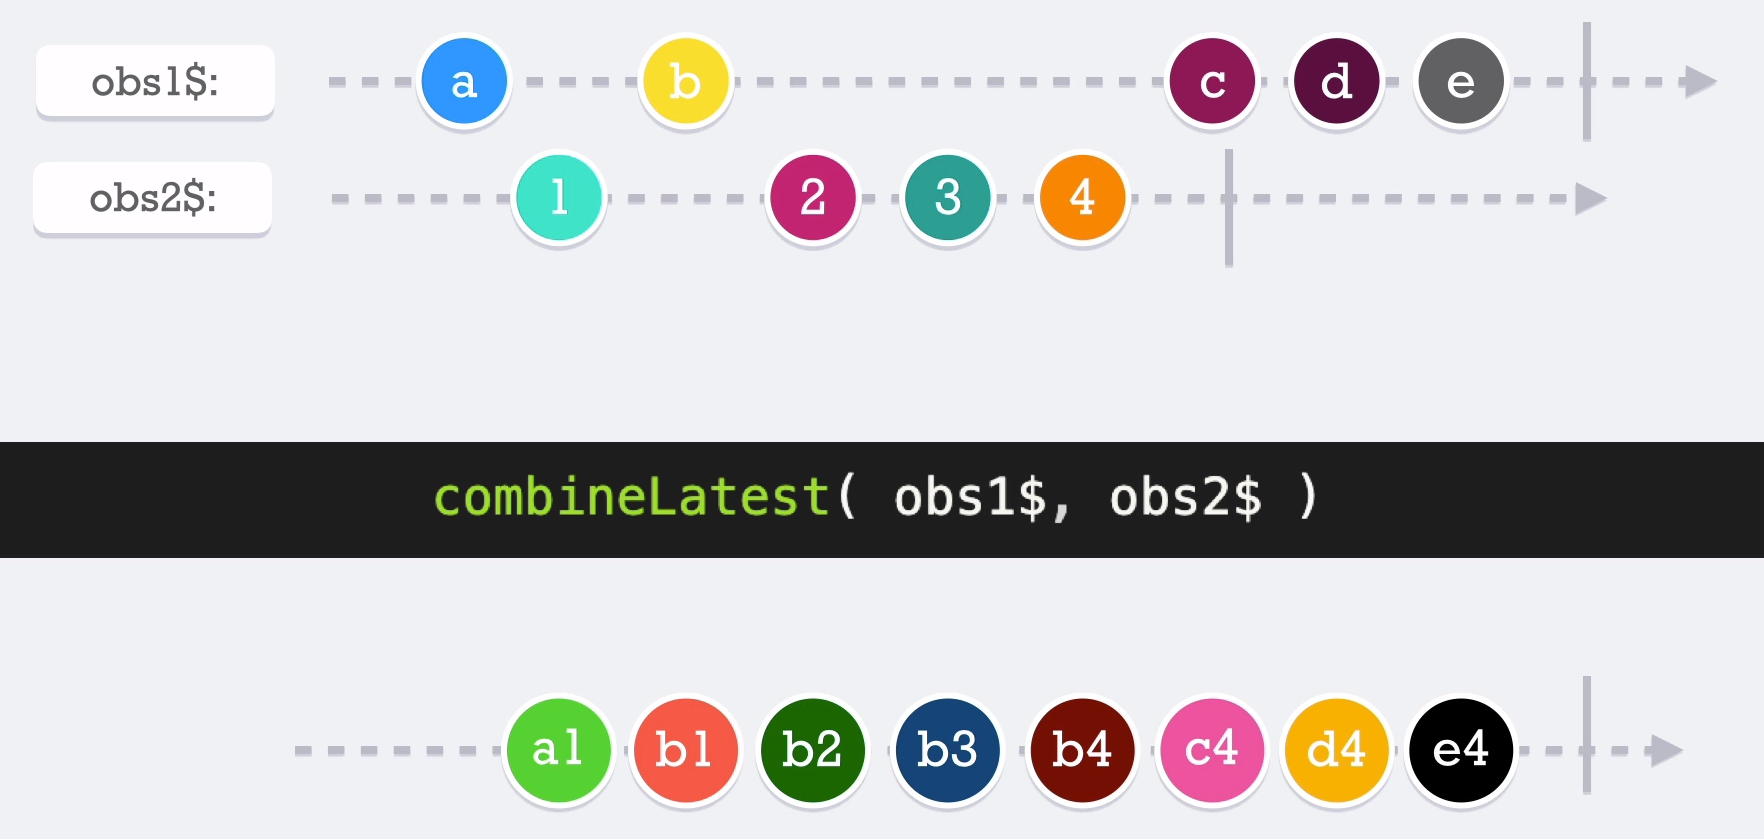 obs1$: a b c d e
obs2$: 1 2 3 4
combineLatest( obs1$, obs2$ )
a1 b1 b2 b3 b4 c4 d4 e4